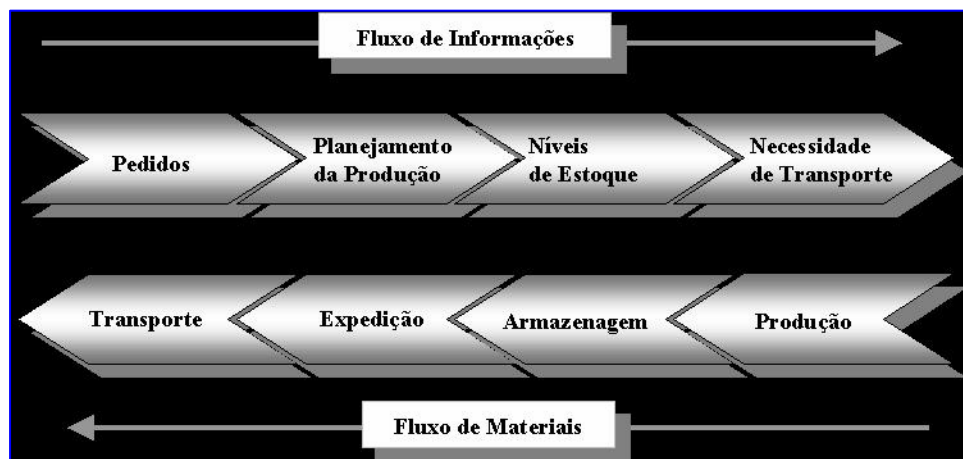 Fluxo de Informações
Pedidos
Planejamento
da Produção
Níveis
de Estoque
Necessidade
de Transporte
Transporte
Expedição
Armazenagem
Produção
Fluxo de Materiais